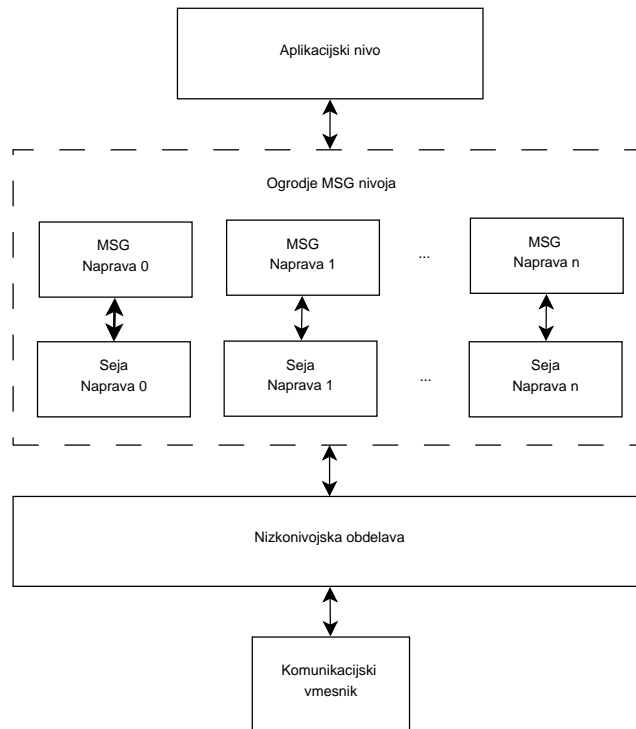 Aplikacijski nivo
Ogrodje MSG nivoja
MSG
Naprava 0
MSG
Naprava 1
...
MSG
Naprava n
Seja
Naprava 0
Seja
Naprava 1
...
Seja
Naprava n
Nizkonivojska obdelava
Komunikacijski
vmesnik